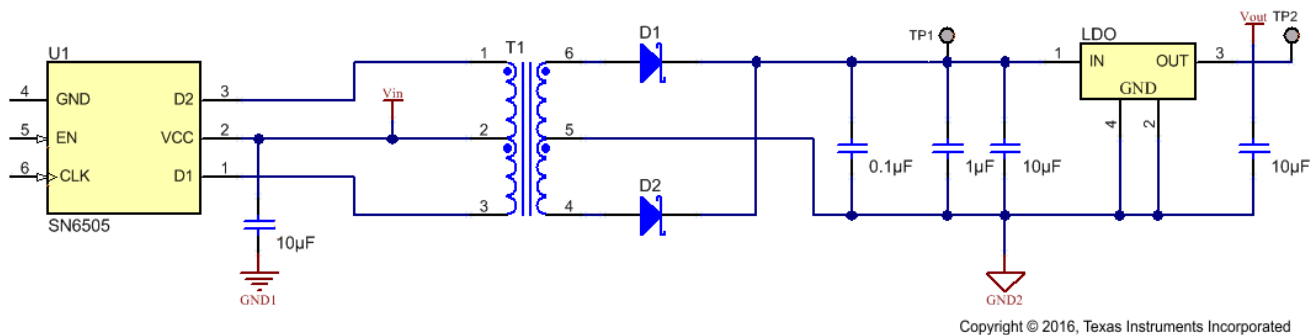 U1
4 GND D2 3
5 EN VCC 2
6 CLK D1 1
SN6505
10µF
GND1
Vin
T1
1 6
2 5
3 4
D1
D2
TP1
0.1µF
1µF
10µF
GND2
LDO
1 IN OUT 3
GND
4 2
Vout
TP2
10µF
Copyright © 2016, Texas Instruments Incorporated